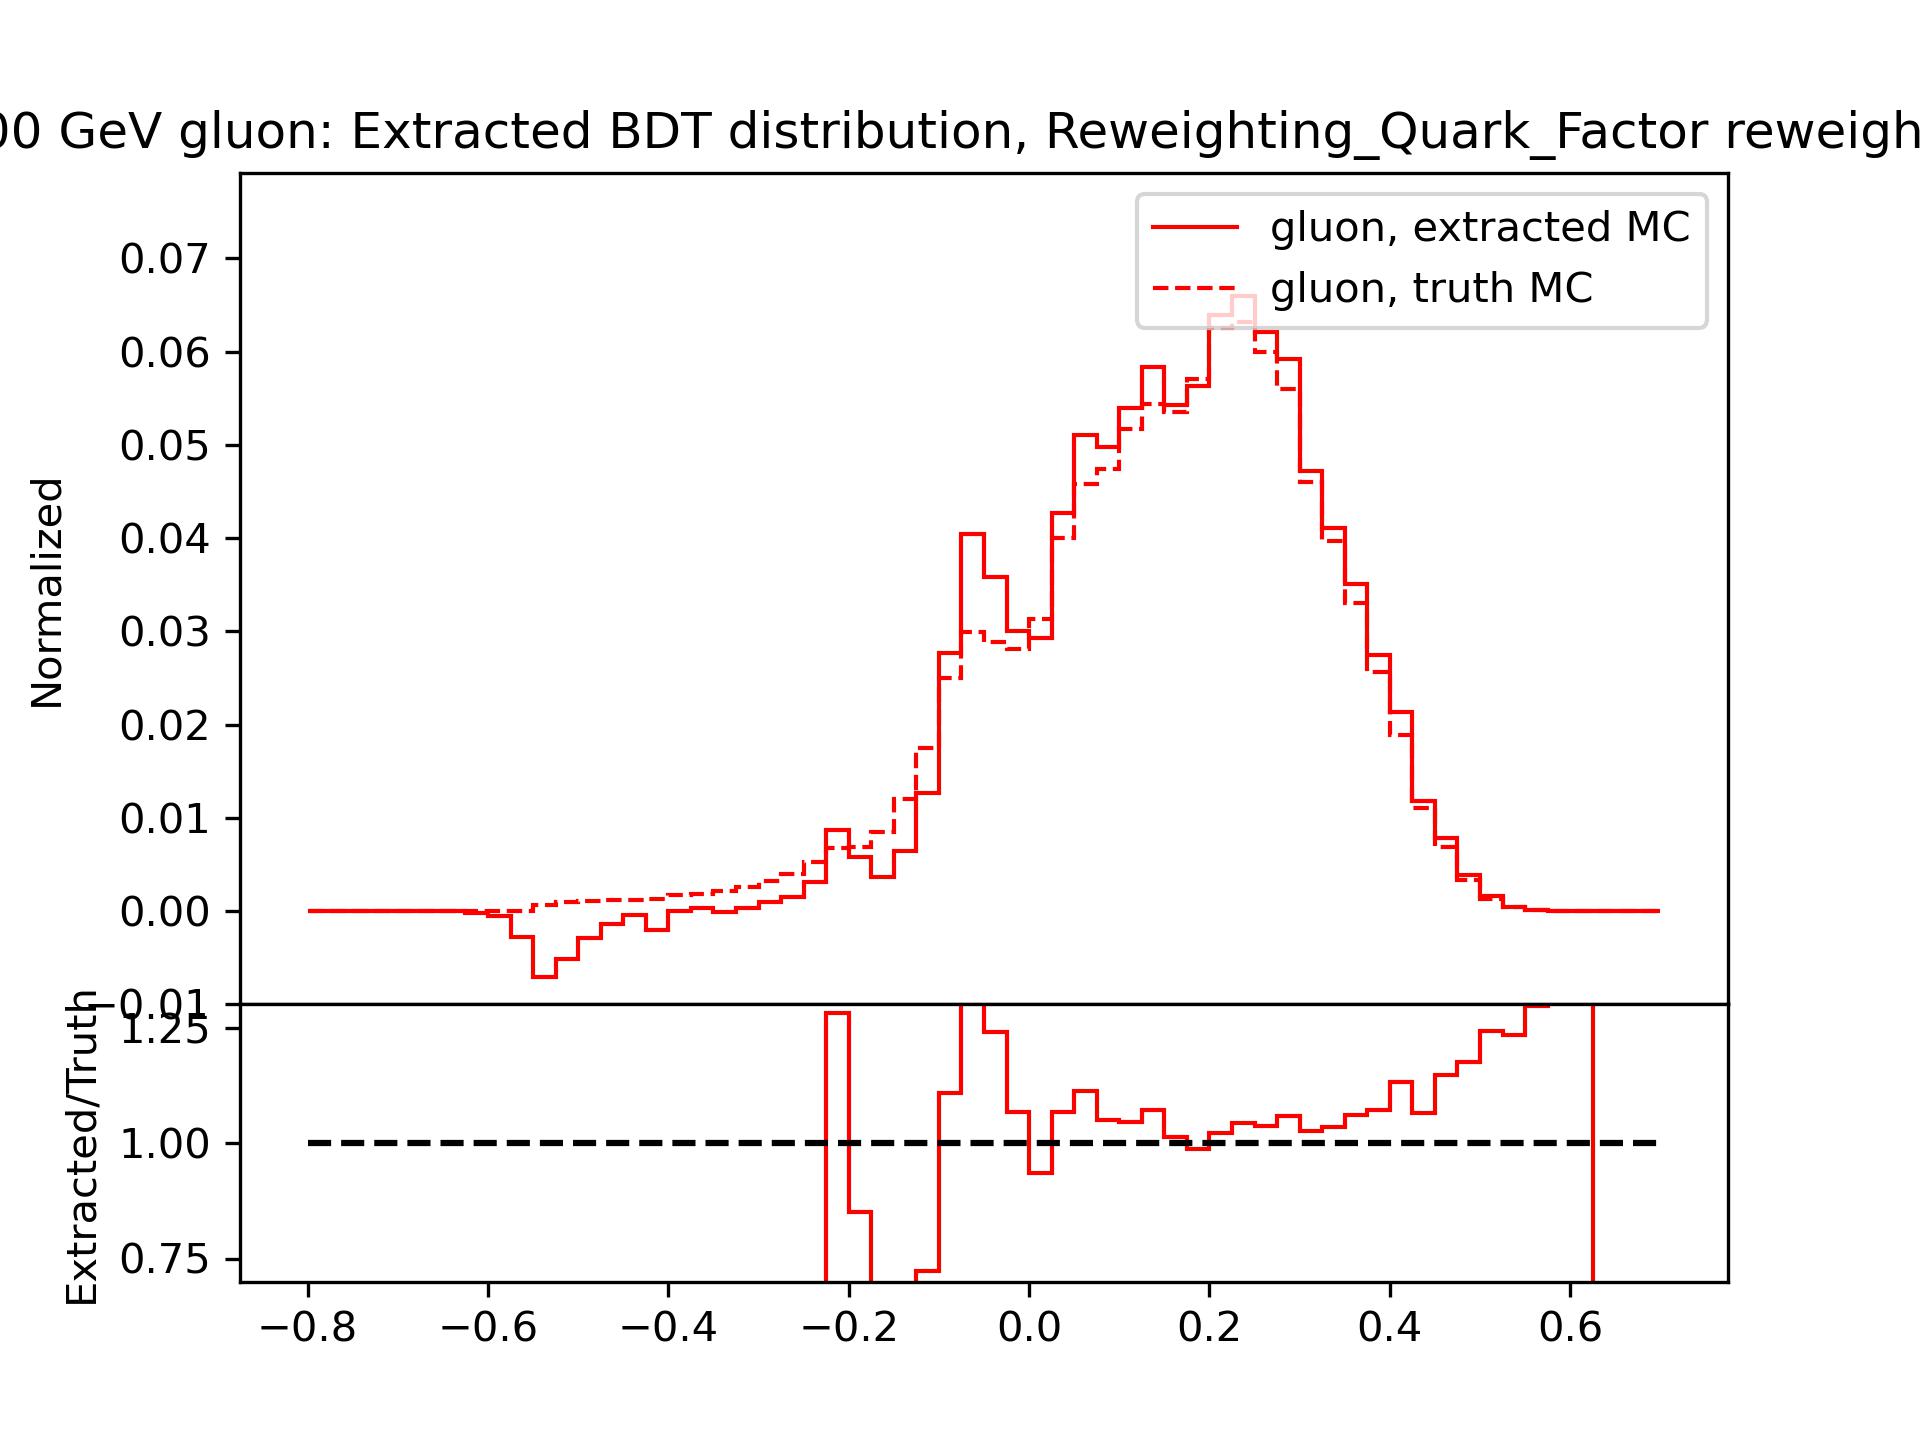 00 GeV gluon: Extracted BDT distribution, Reweighting_Quark_Factor reweigh
gluon, extracted MC
gluon, truth MC
Normalized
0.07
0.06
0.05
0.04
0.03
0.02
0.01
0.00
−0.01
Extracted/Truth
1.25
1.00
0.75
−0.8 −0.6 −0.4 −0.2 0.0 0.2 0.4 0.6